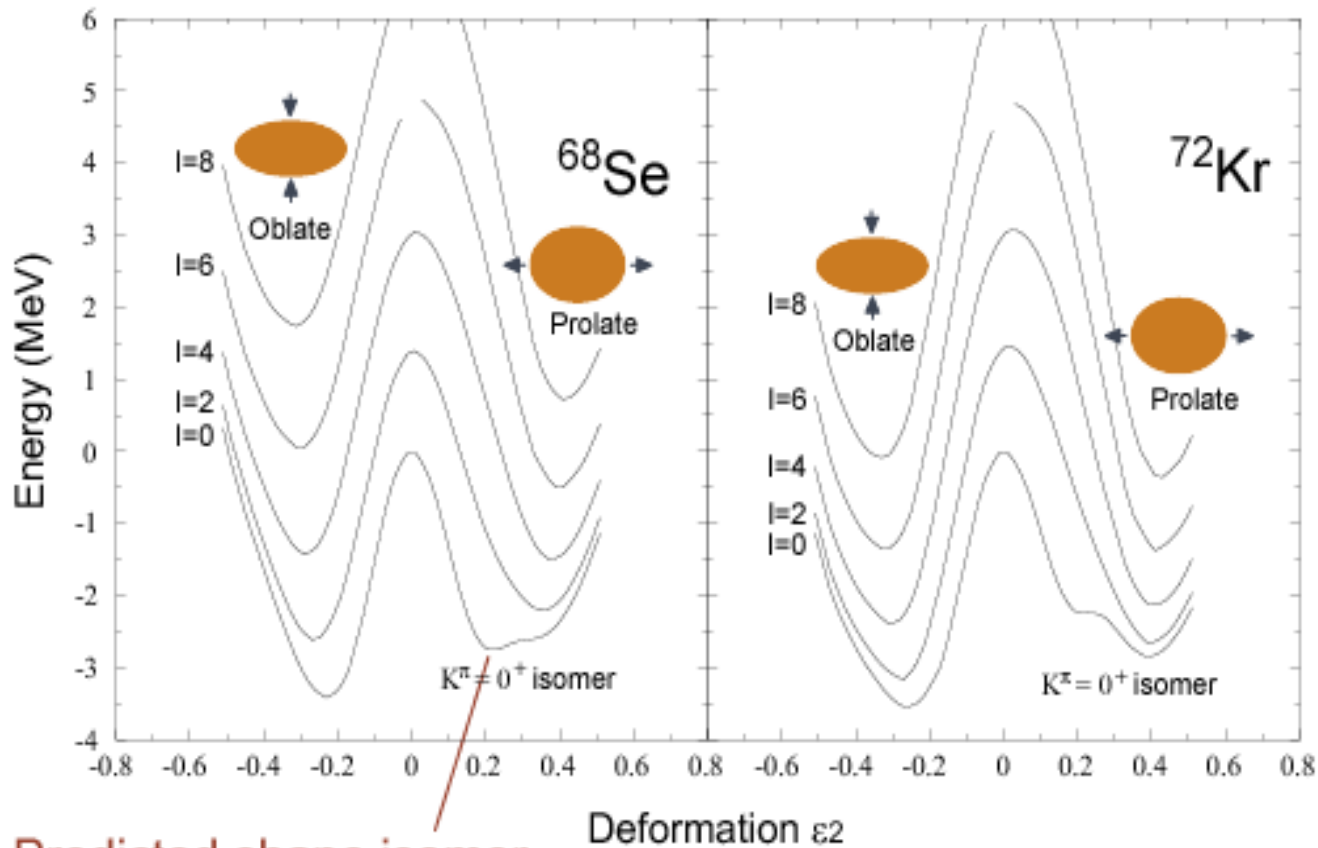 6
5
4
3
2
1
0
-1
-2
-3
-4
Energy (MeV)
68Se
I=8
I=6
I=4
I=2
I=0
Oblate
Prolate
Kπ = 0+ isomer
-0.8 -0.6 -0.4 -0.2 0 0.2 0.4 0.6 0.8
72Kr
I=8
I=6
I=4
I=2
I=0
Oblate
Prolate
Kπ = 0+ isomer
-0.6 -0.4 -0.2 0 0.2 0.4 0.6 0.8
Deformation ε2
Predicted shape isomer